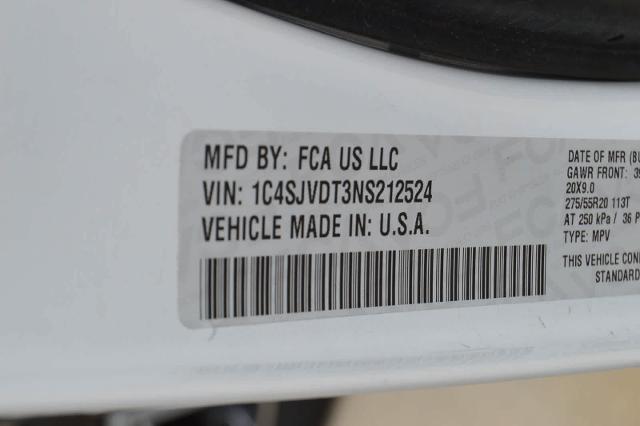 MFD BY: FCA US LLC
VIN: 1C4SJVDT3NS212524
VEHICLE MADE IN: U.S.A.
DATE OF MFR
GAWR FRONT:
20X9.0
275/55R20 113T
AT 250 kPa / 36
TYPE: MPV
THIS VEHICLE
STANDARD